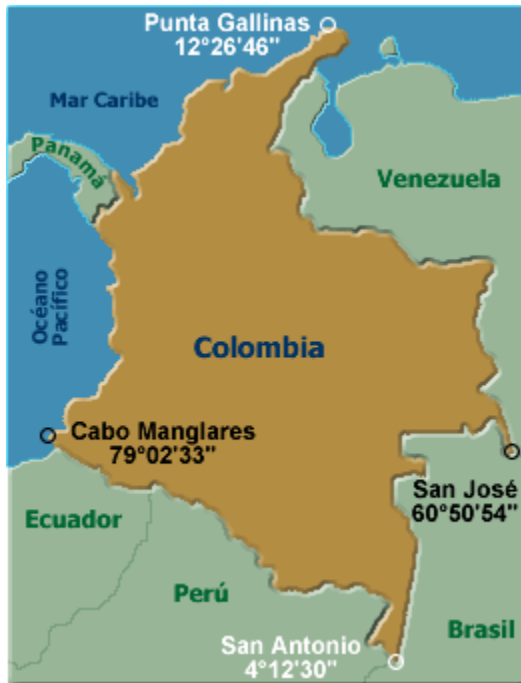 Punta Gallinas
12°26'46"
Mar Caribe
Panamá
Venezuela
Océano
Pacífico
Colombia
Cabo Manglares
79°02'33"
San José
60°50'54"
Ecuador
Perú
San Antonio
4°12'30"
Brasil